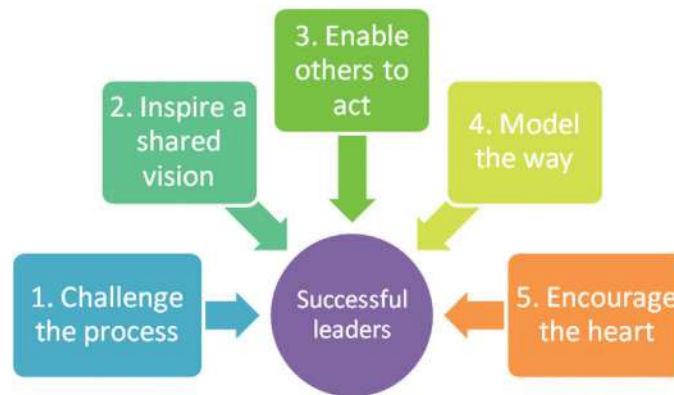 1. Challenge
the process
2. Inspire a
shared
vision
3. Enable
others to
act
4. Model
the way
5. Encourage
the heart
Successful
leaders